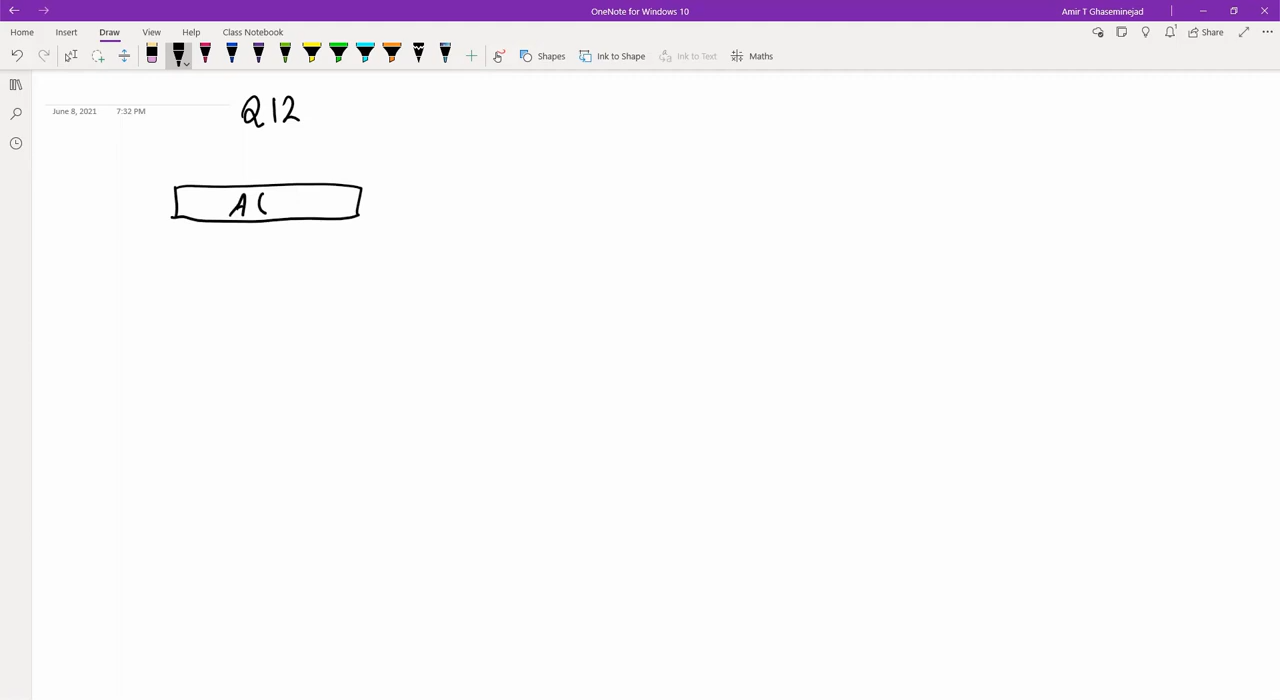 OneNote for Windows 10
Amir T Ghaseminejad
Home Insert Draw View Help Class Notebook
Share
Shapes Ink to Shape Ink to Text Maths
June 8, 2021 7:32 PM
Q12
A(